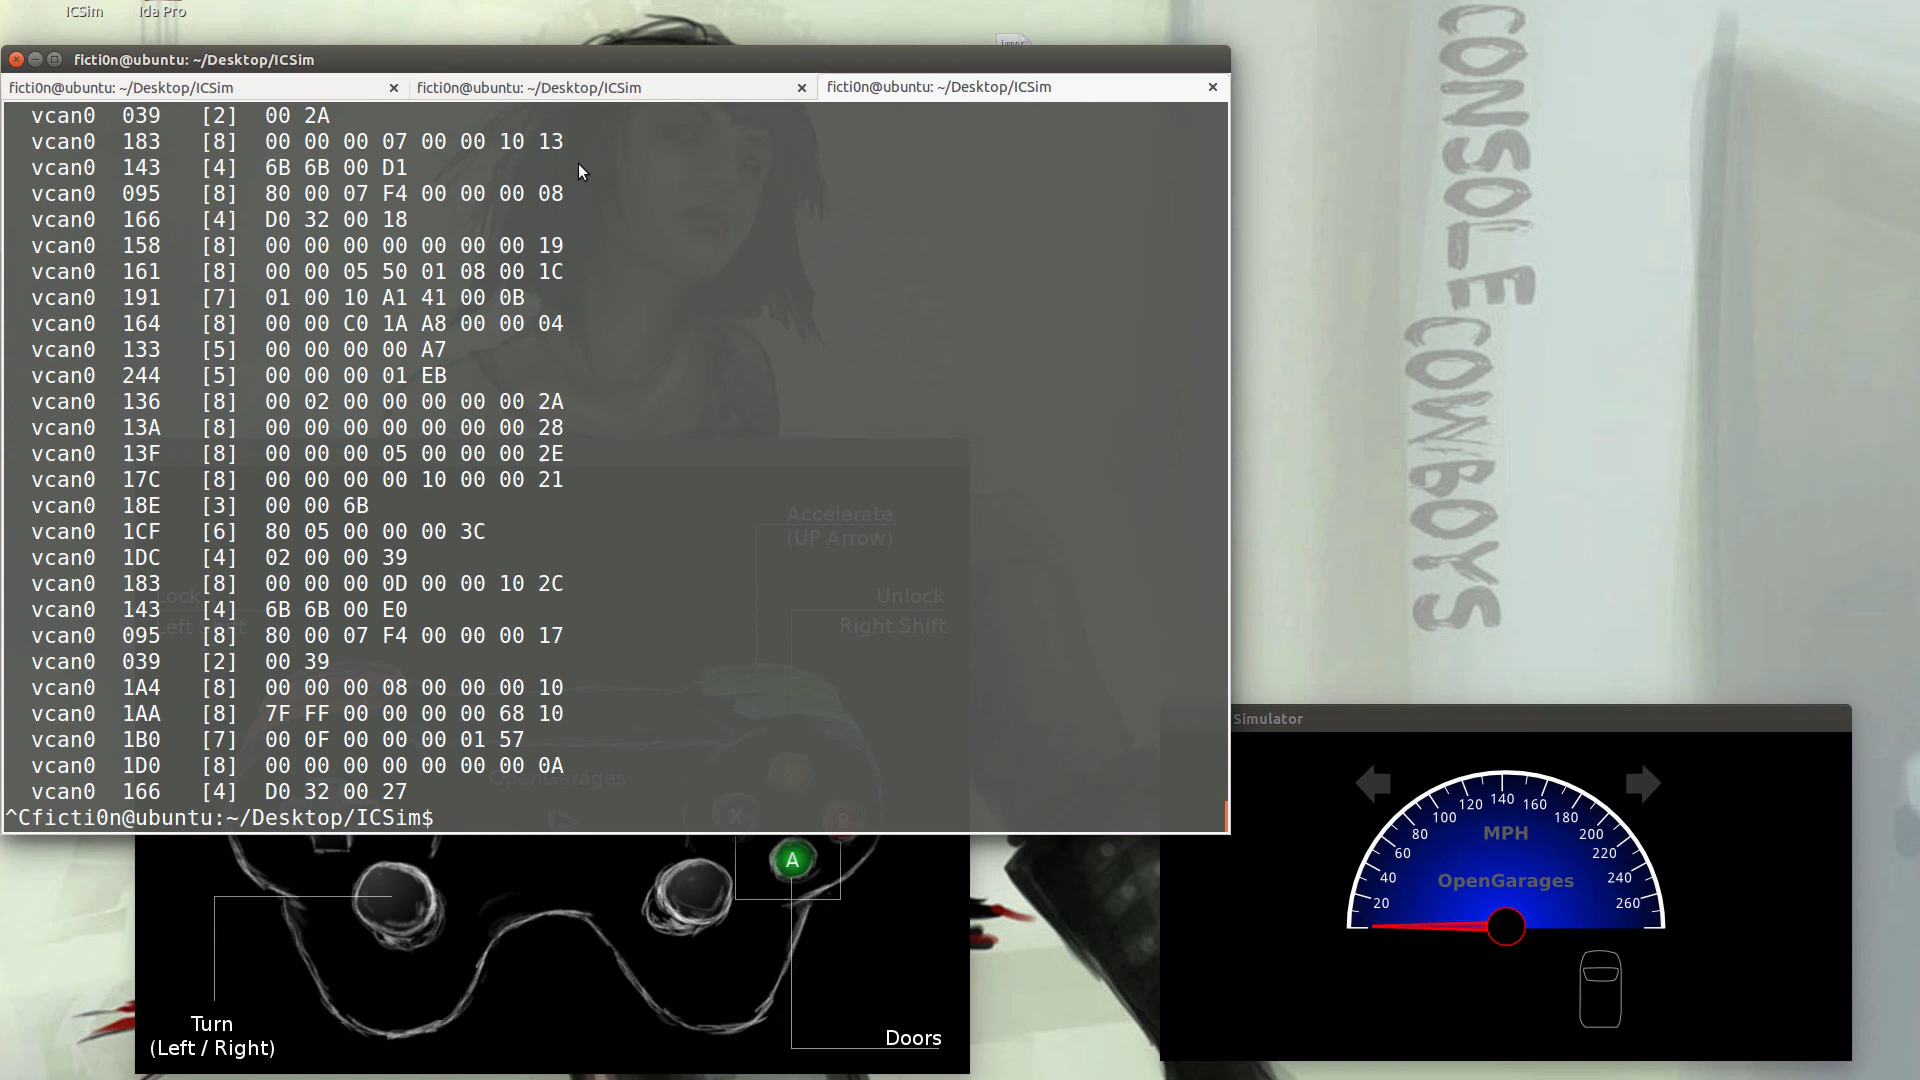 ICSim
Ida Pro
ficti0n@ubuntu: ~/Desktop/ICSim
ficti0n@ubuntu: ~/Desktop/ICSim
ficti0n@ubuntu: ~/Desktop/ICSim
ficti0n@ubuntu: ~/Desktop/ICSim
vcan0 039 [2] 00 2A
vcan0 183 [8] 00 00 00 07 00 00 10 13
vcan0 143 [4] 6B 6B 00 D1
vcan0 095 [8] 80 00 07 F4 00 00 00 08
vcan0 166 [4] D0 32 00 18
vcan0 158 [8] 00 00 00 00 00 00 00 19
vcan0 161 [8] 00 00 05 50 01 08 00 1C
vcan0 191 [7] 01 00 10 A1 41 00 0B
vcan0 164 [8] 00 00 C0 1A A8 00 00 04
vcan0 133 [5] 00 00 00 00 A7
vcan0 244 [5] 00 00 00 01 EB
vcan0 136 [8] 00 02 00 00 00 00 00 2A
vcan0 13A [8] 00 00 00 00 00 00 00 28
vcan0 13F [8] 00 00 00 05 00 00 00 2E
vcan0 17C [8] 00 00 00 00 10 00 00 21
vcan0 18E [3] 00 00 6B
vcan0 1CF [6] 80 05 00 00 00 3C
vcan0 1DC [4] 02 00 00 39
vcan0 183 [8] 00 00 00 0D 00 00 10 2C
vcan0 143 [4] 6B 6B 00 E0
vcan0 095 [8] 80 00 07 F4 00 00 00 17
vcan0 039 [2] 00 39
vcan0 1A4 [8] 00 00 00 08 00 00 00 10
vcan0 1AA [8] 7F FF 00 00 00 00 68 10
vcan0 1B0 [7] 00 0F 00 00 00 01 57
vcan0 1D0 [8] 00 00 00 00 00 00 00 0A
vcan0 166 [4] D0 32 00 27
^Cficti0n@ubuntu:~/Desktop/ICSim$
Accelerate
(UP Arrow)
Lock
Left Shift
Unlock
Right Shift
OpenGarages
Y
X
B
A
Turn
(Left / Right)
Doors
CONSOLE COWBOYS
Simulator
20
40
60
80
100
120
140
160
180
200
220
240
260
MPH
OpenGarages